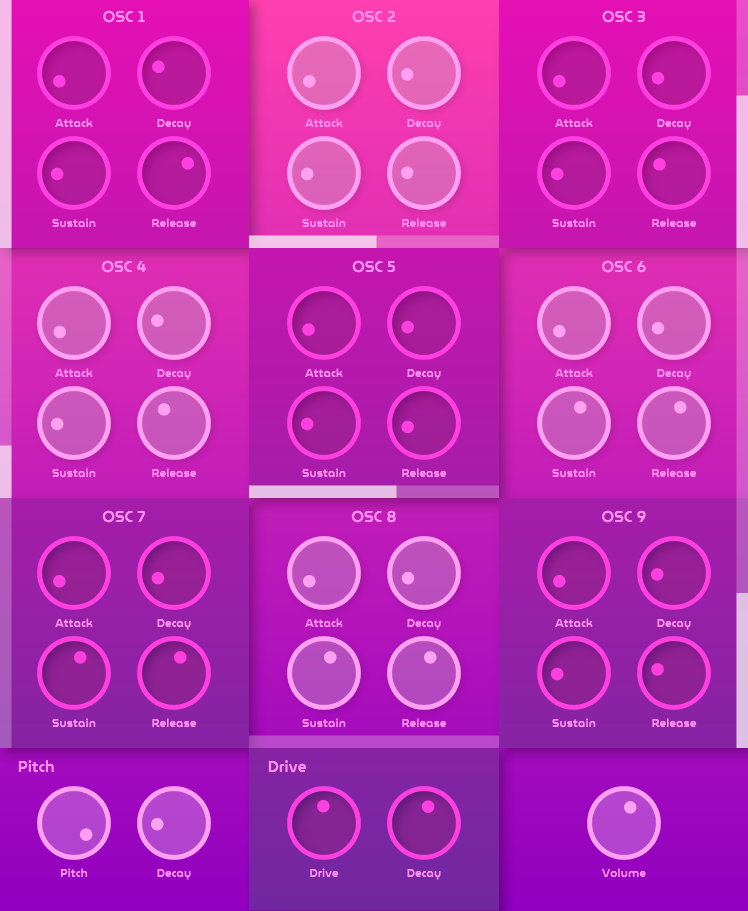 OSC 1 OSC 2 OSC 3
Attack Decay Attack Decay Attack Decay
Sustain Release Sustain Release Sustain Release
OSC 4 OSC 5 OSC 6
Attack Decay Attack Decay Attack Decay
Sustain Release Sustain Release Sustain Release
OSC 7 OSC 8 OSC 9
Attack Decay Attack Decay Attack Decay
Sustain Release Sustain Release Sustain Release
Pitch Drive
Pitch Decay Drive Decay Volume